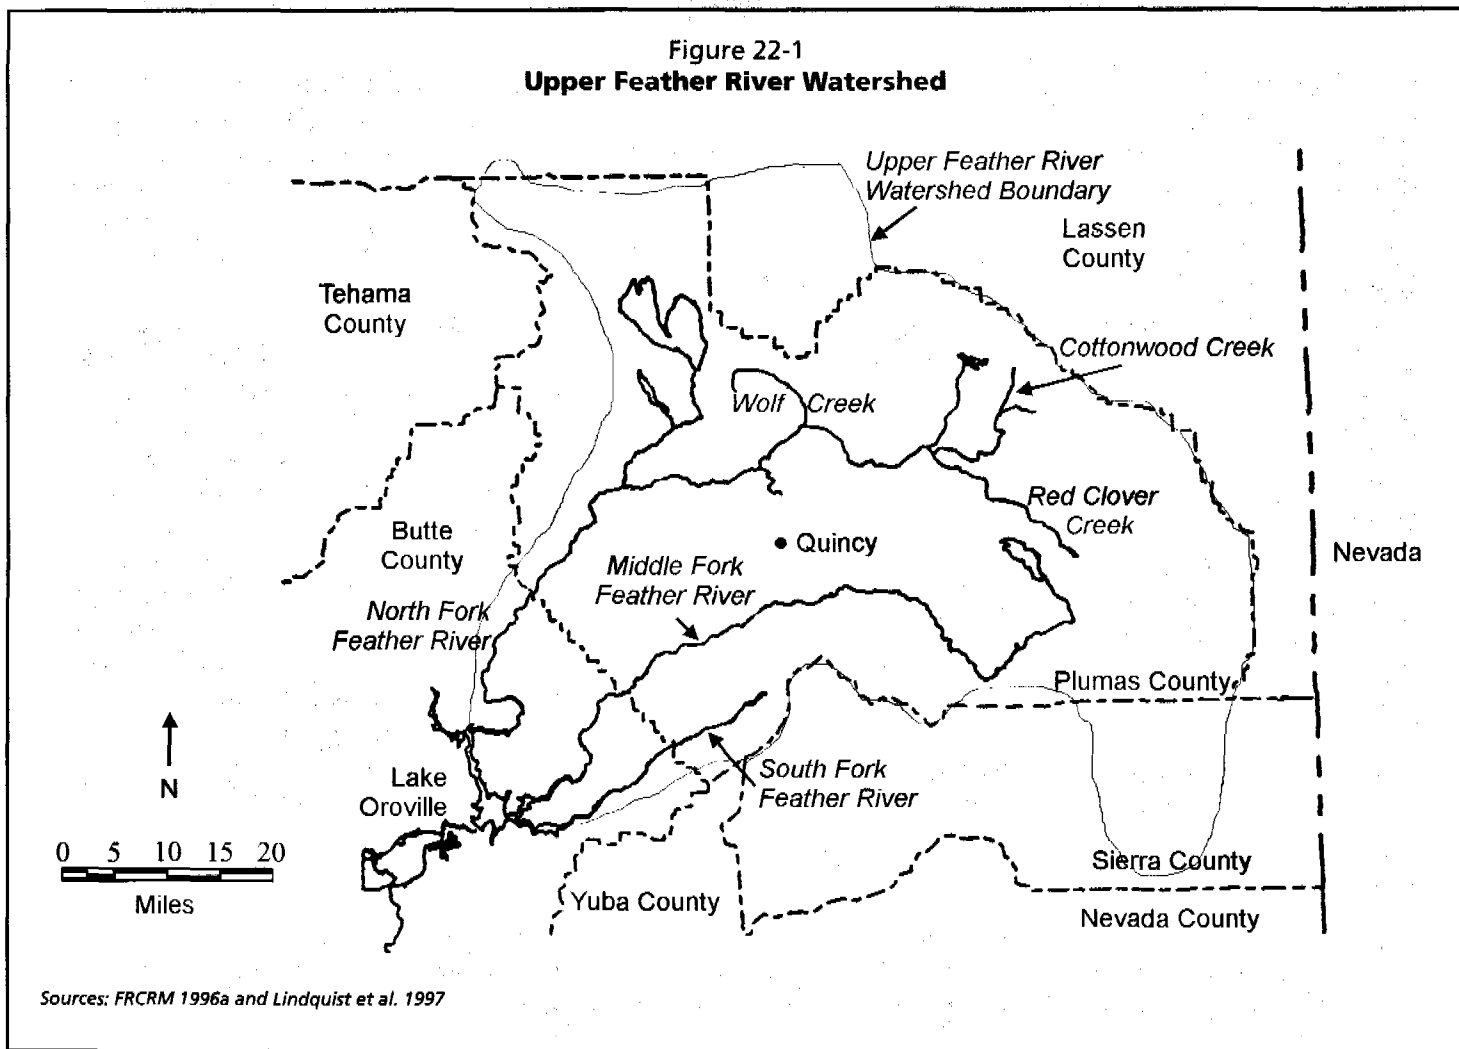 Figure 22-1
Upper Feather River Watershed
Upper Feather River
Watershed Boundary
Lassen
County
Tehama
County
Cottonwood Creek
Wolf Creek
Red Clover
Creek
Butte
County
Quincy
Nevada
Middle Fork
Feather River
North Fork
Feather River
Plumas County
N
Lake
Oroville
South Fork
Feather River
0 5 10 15 20
Miles
Sierra County
Yuba County
Nevada County
Sources: FRCRM 1996a and Lindquist et al. 1997